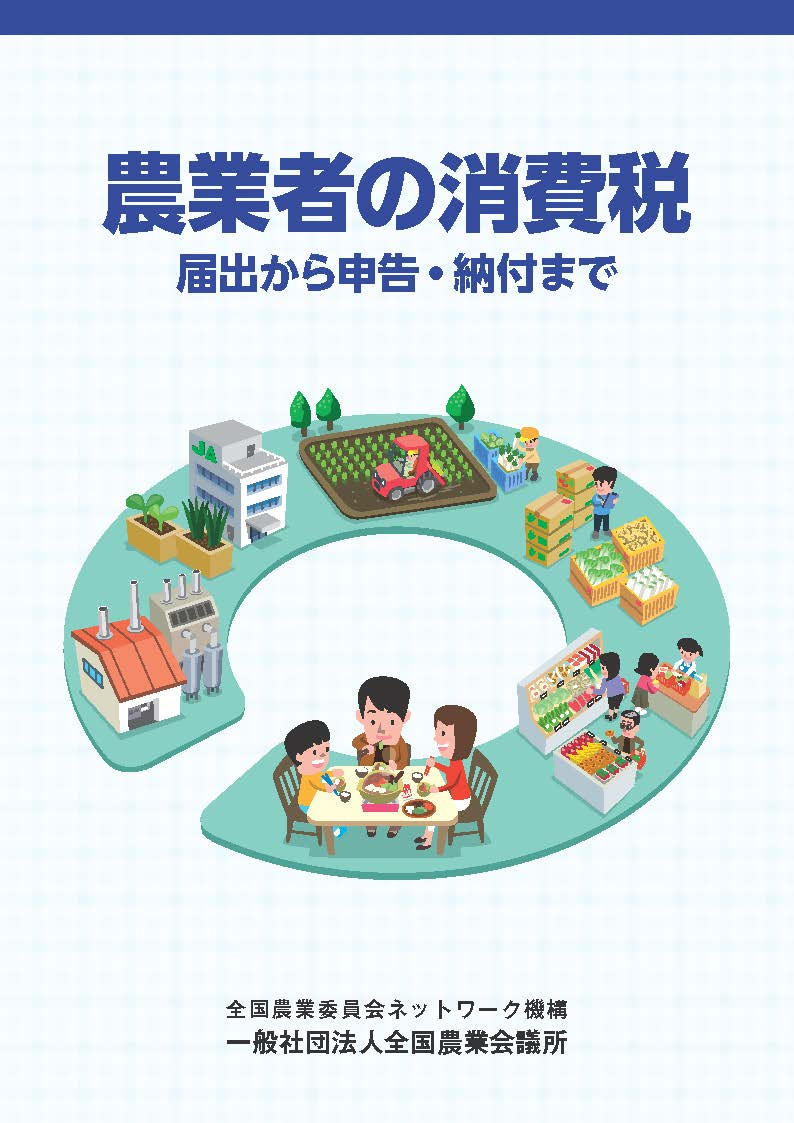 農業者の消費税
届出から申告・納付まで
JA
全国農業委員会ネットワーク機構
一般社団法人全国農業会議所